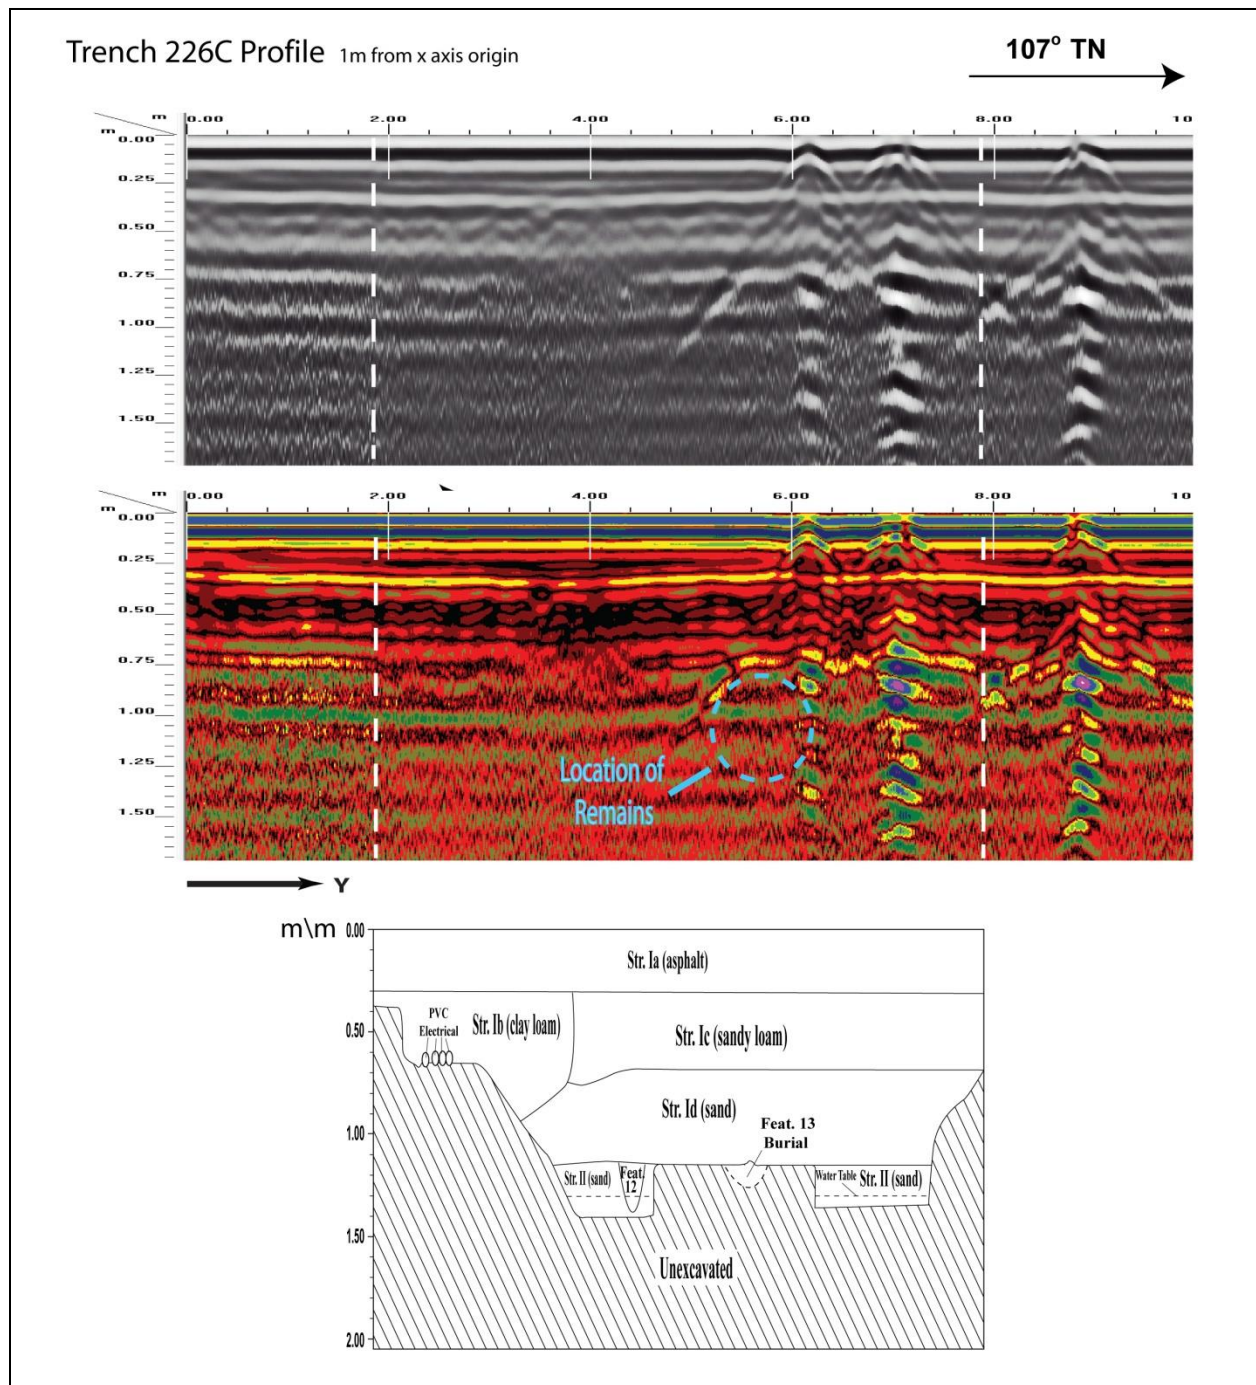 Trench 226C Profile 1m from x axis origin
107° TN
m
0.00 2.00 4.00 6.00 8.00 10
m
0.00
0.25
0.50
0.75
1.00
1.25
1.50
m
0.00 2.00 4.00 6.00 8.00 10
m
0.00
0.25
0.50
0.75
1.00
1.25
1.50
Location of
Remains
Y
m\m
0.00
0.50
1.00
1.50
2.00
Str. Ia (asphalt)
PVC
Electrical
Str. Ib (clay loam)
Str. Ic (sandy loam)
Str. Id (sand)
Feat. 13
Burial
Str. II (sand)
Feat.
12
Water Table
Str. II (sand)
Unexcavated